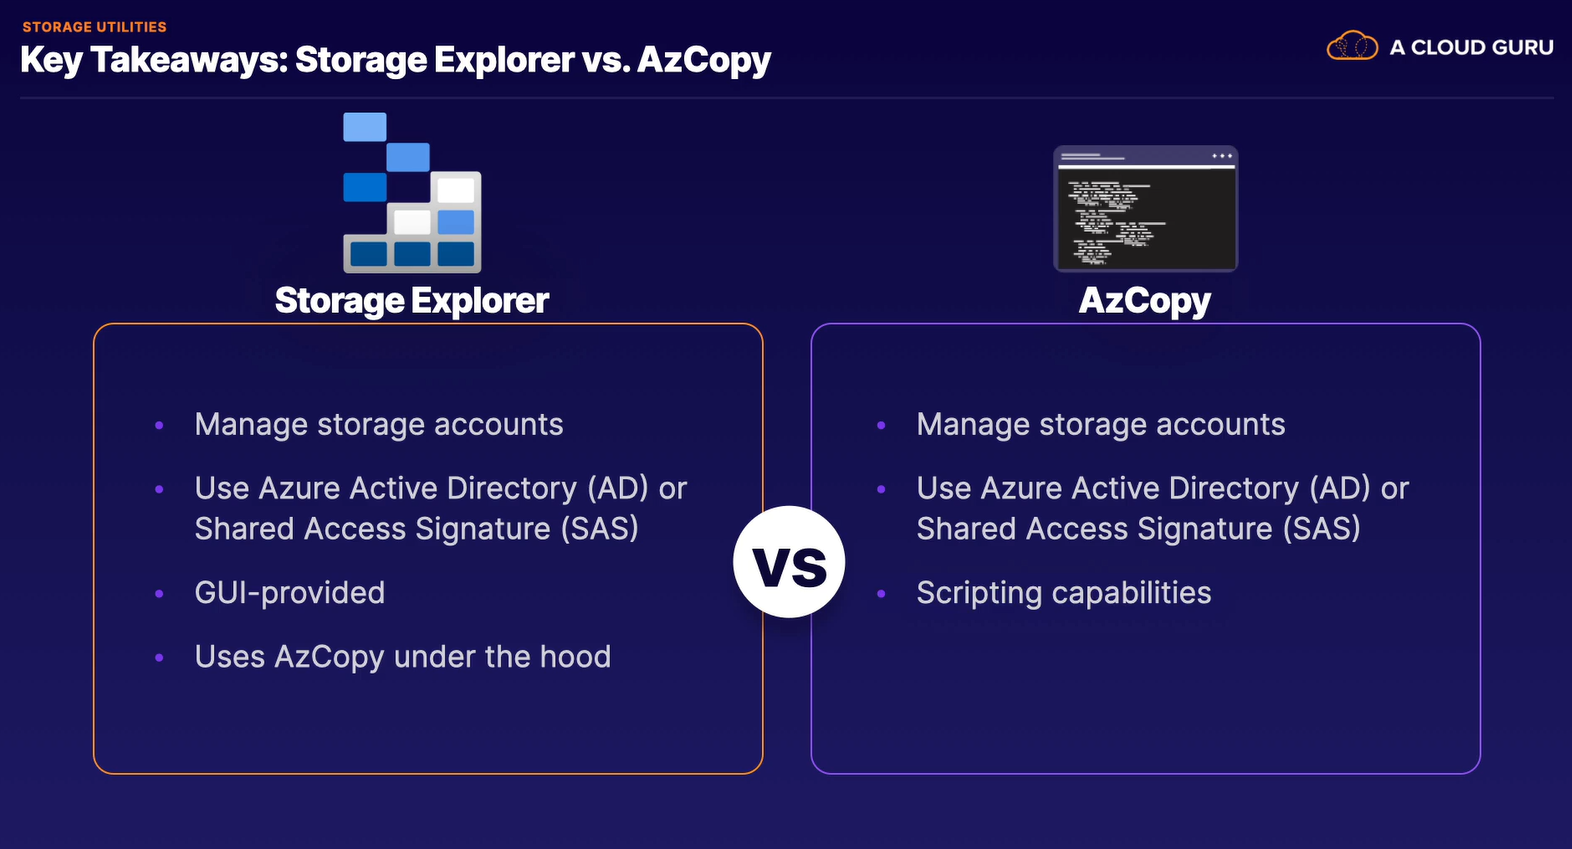 STORAGE UTILITIES
Key Takeaways: Storage Explorer vs. AzCopy
A CLOUD GURU
Storage Explorer
Manage storage accounts
Use Azure Active Directory (AD) or
Shared Access Signature (SAS)
GUI-provided
Uses AzCopy under the hood
vs
AzCopy
Manage storage accounts
Use Azure Active Directory (AD) or
Shared Access Signature (SAS)
Scripting capabilities